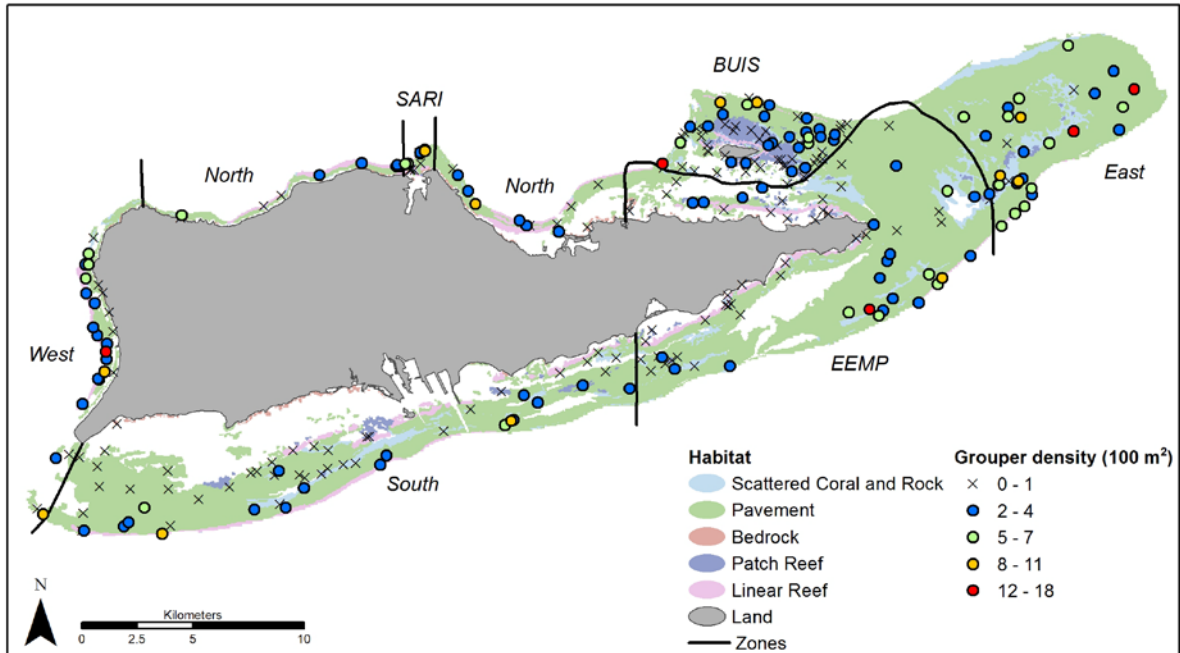 BUIS
SARI
North
North
East
West
EEMP
South
Habitat
Scattered Coral and Rock
Pavement
Bedrock
Patch Reef
Linear Reef
Land
Zones
Grouper density (100 m²)
0 - 1
2 - 4
5 - 7
8 - 11
12 - 18
N
Kilometers
0 2.5 5 10